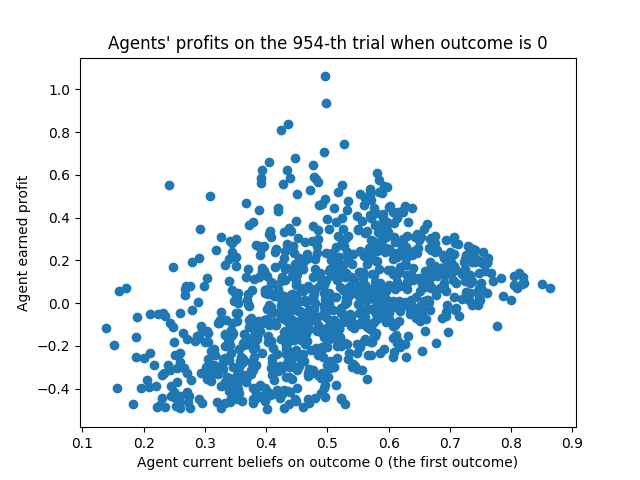 Agents' profits on the 954-th trial when outcome is 0
1.0
0.8
0.6
0.4
0.2
0.0
−0.2
−0.4
Agent earned profit
0.1 0.2 0.3 0.4 0.5 0.6 0.7 0.8 0.9
Agent current beliefs on outcome 0 (the first outcome)